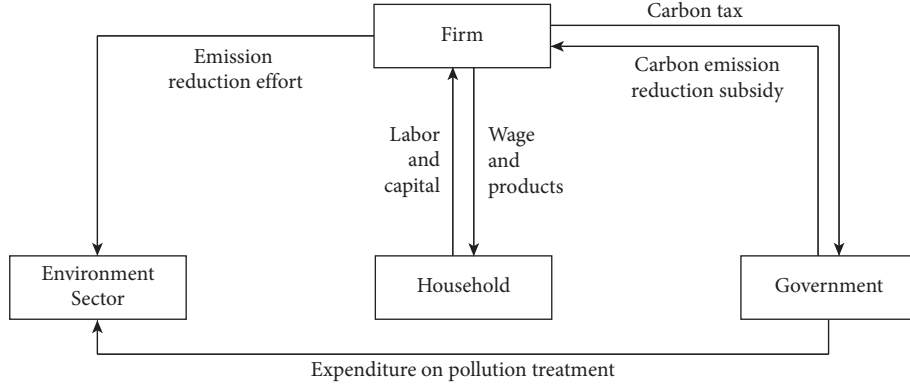 Carbon tax
Firm
Emission
reduction effort
Carbon emission
reduction subsidy
Labor
and
capital
Wage
and
products
Environment
Sector
Household
Government
Expenditure on pollution treatment